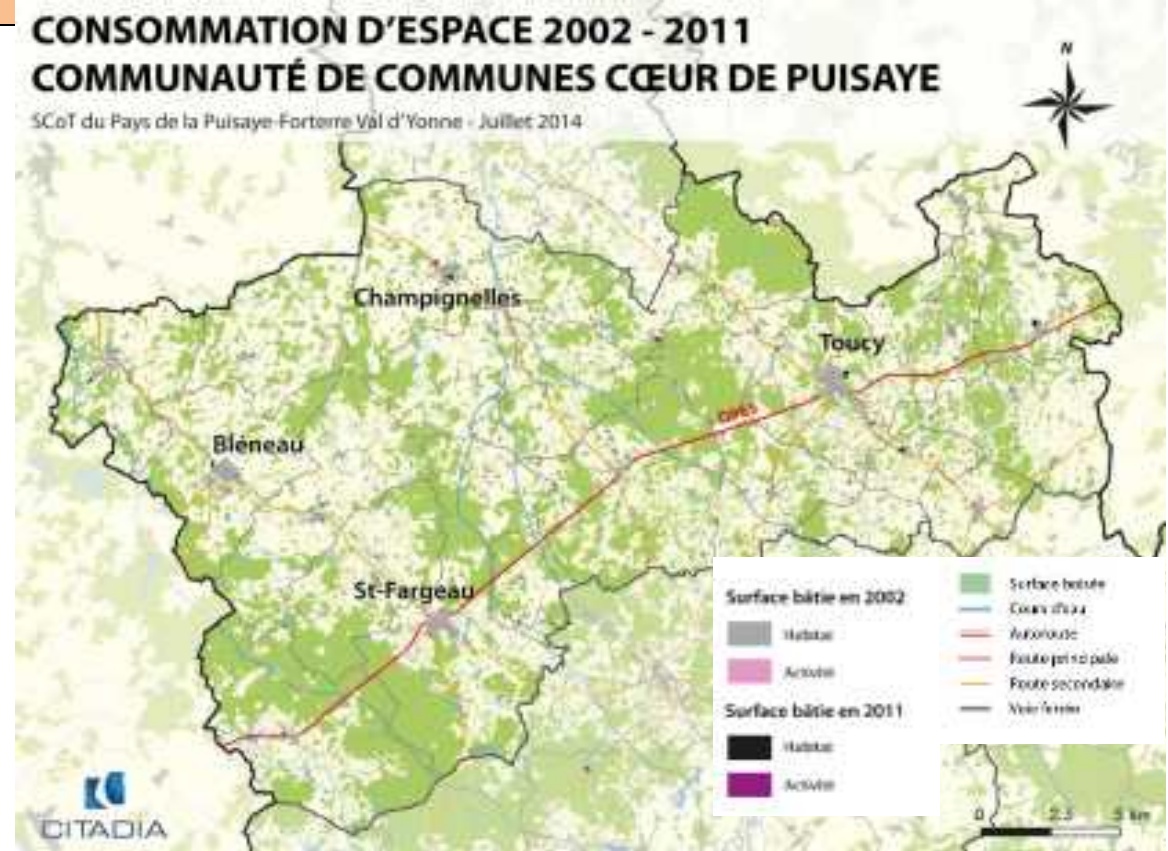 CONSOMMATION D'ESPACE 2002 - 2011
COMMUNAUTÉ DE COMMUNES CŒUR DE PUISAYE
SCoT du Pays de la Puisaye-Forterre Val d'Yonne - Juillet 2014
N
Champignelles
Toucy
D965
Bléneau
St-Fargeau
Surface bâtie en 2002
Habitat
Activité
Surface bâtie en 2011
Habitat
Activité
Surface boisée
Cours d'eau
Autoroute
Route principale
Route secondaire
Voie ferrée
CITADIA
0 2.5 5 km